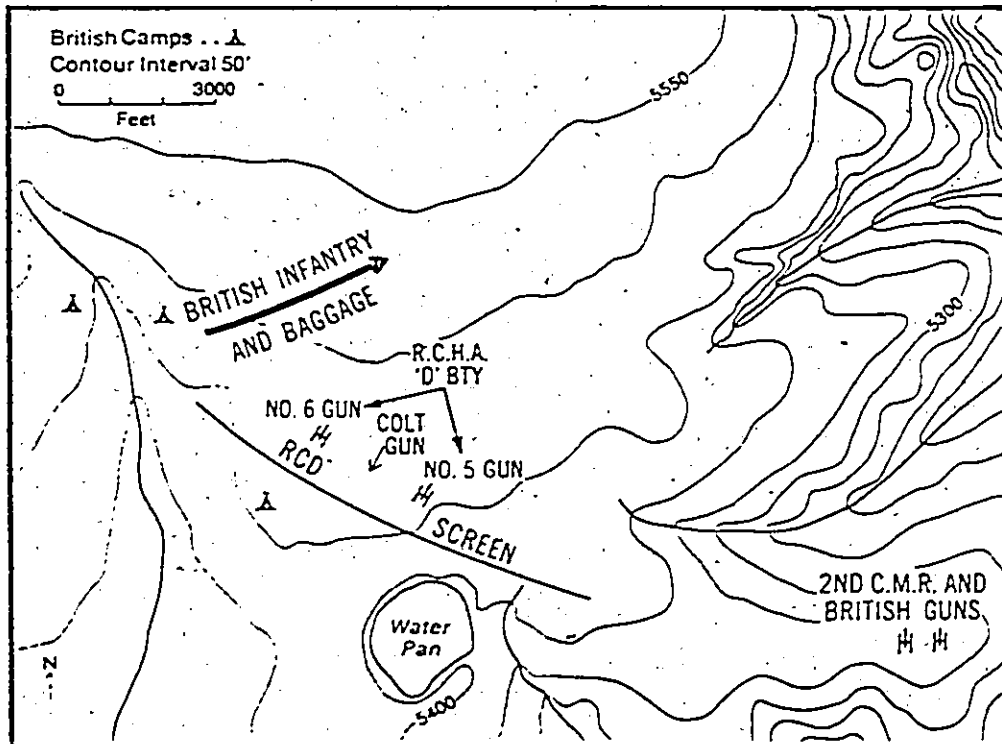 British Camps ..
Contour Interval 50'
0 3000
Feet
5550
BRITISH INFANTRY
AND BAGGAGE
R.C.H.A.
'D' BTY
5300
NO. 6 GUN
COLT
GUN
RCD
NO. 5 GUN
SCREEN
2ND C.M.R. AND
BRITISH GUNS
Water
Pan
N
5400